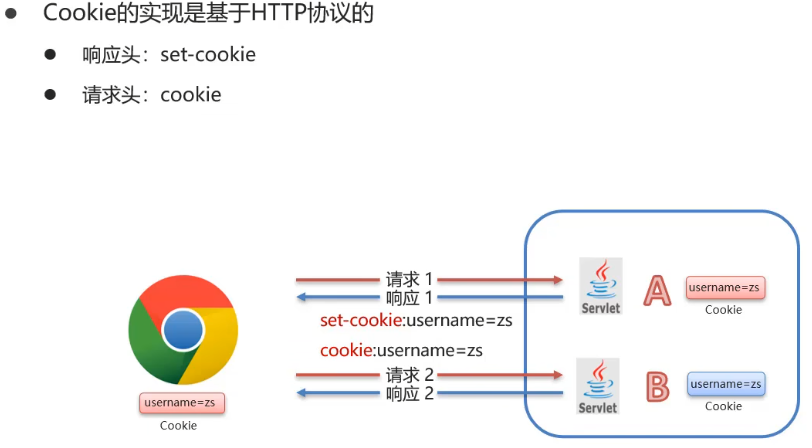 Cookie的实现是基于HTTP协议的
响应头：set-cookie
请求头：cookie
请求 1
响应 1
set-cookie:username=zs
cookie:username=zs
请求 2
响应 2
username=zs
Cookie
Servlet
A
username=zs
Cookie
Servlet
B
username=zs
Cookie